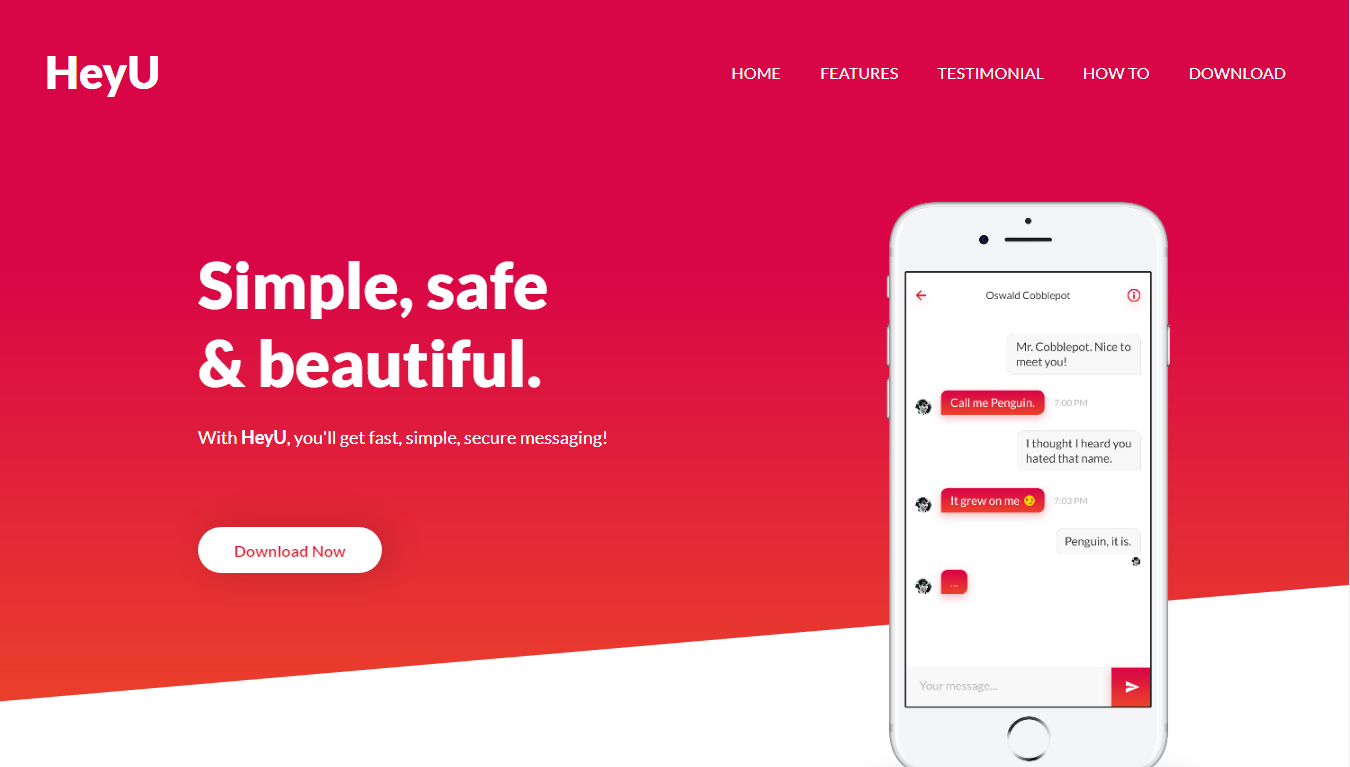 HeyU
HOME FEATURES TESTIMONIAL HOW TO DOWNLOAD
Simple, safe
& beautiful.
With HeyU, you'll get fast, simple, secure messaging!
Download Now
Oswald Cobblepot
Mr. Cobblepot. Nice to
meet you!
Call me Penguin. 7:00 PM
I thought I heard you
hated that name.
It grew on me 😏 7:03 PM
Penguin, it is.
...
Your message...